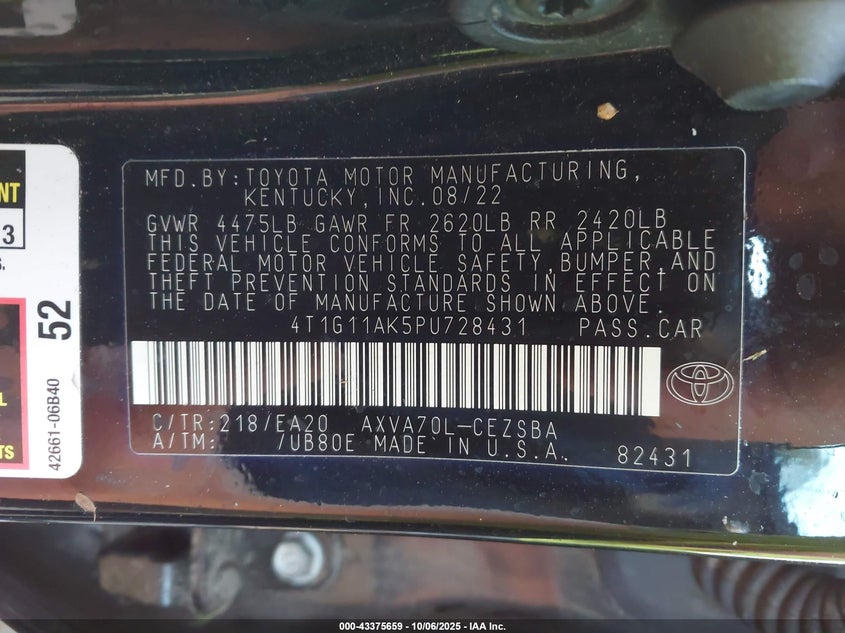 NT
3
S.
52
42661-06B40
L
TS
MFD.BY:TOYOTA MOTOR MANUFACTURING,
KENTUCKY,INC.08/22
GVWR 4475LB GAWR FR 2620LB RR 2420LB
THIS VEHICLE CONFORMS TO ALL APPLICABLE
FEDERAL MOTOR VEHICLE SAFETY,BUMPER,AND
THEFT PREVENTION STANDARDS IN EFFECT ON
THE DATE OF MANUFACTURE SHOWN ABOVE.
4T1G11AK5PU728431 PASS.CAR
C/TR:218/EA20 AXVA70L-CEZSBA
A/TM: /UB80E MADE IN U.S.A.
82431
000-43375659 - 10/06/2025 - IAA Inc.